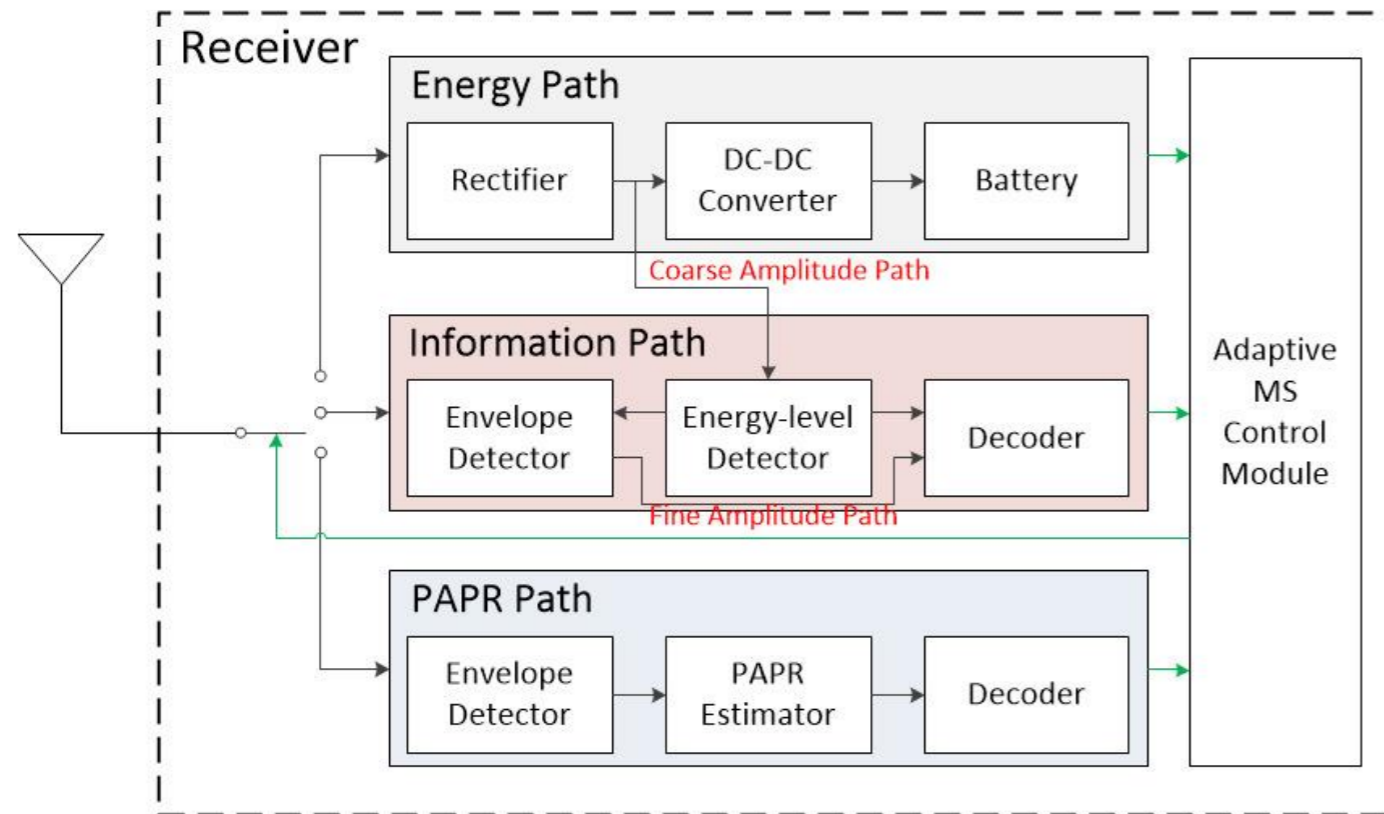 Receiver
Energy Path
Rectifier
DC-DC
Converter
Battery
Coarse Amplitude Path
Information Path
Envelope
Detector
Energy-level
Detector
Decoder
Fine Amplitude Path
PAPR Path
Envelope
Detector
PAPR
Estimator
Decoder
Adaptive
MS
Control
Module